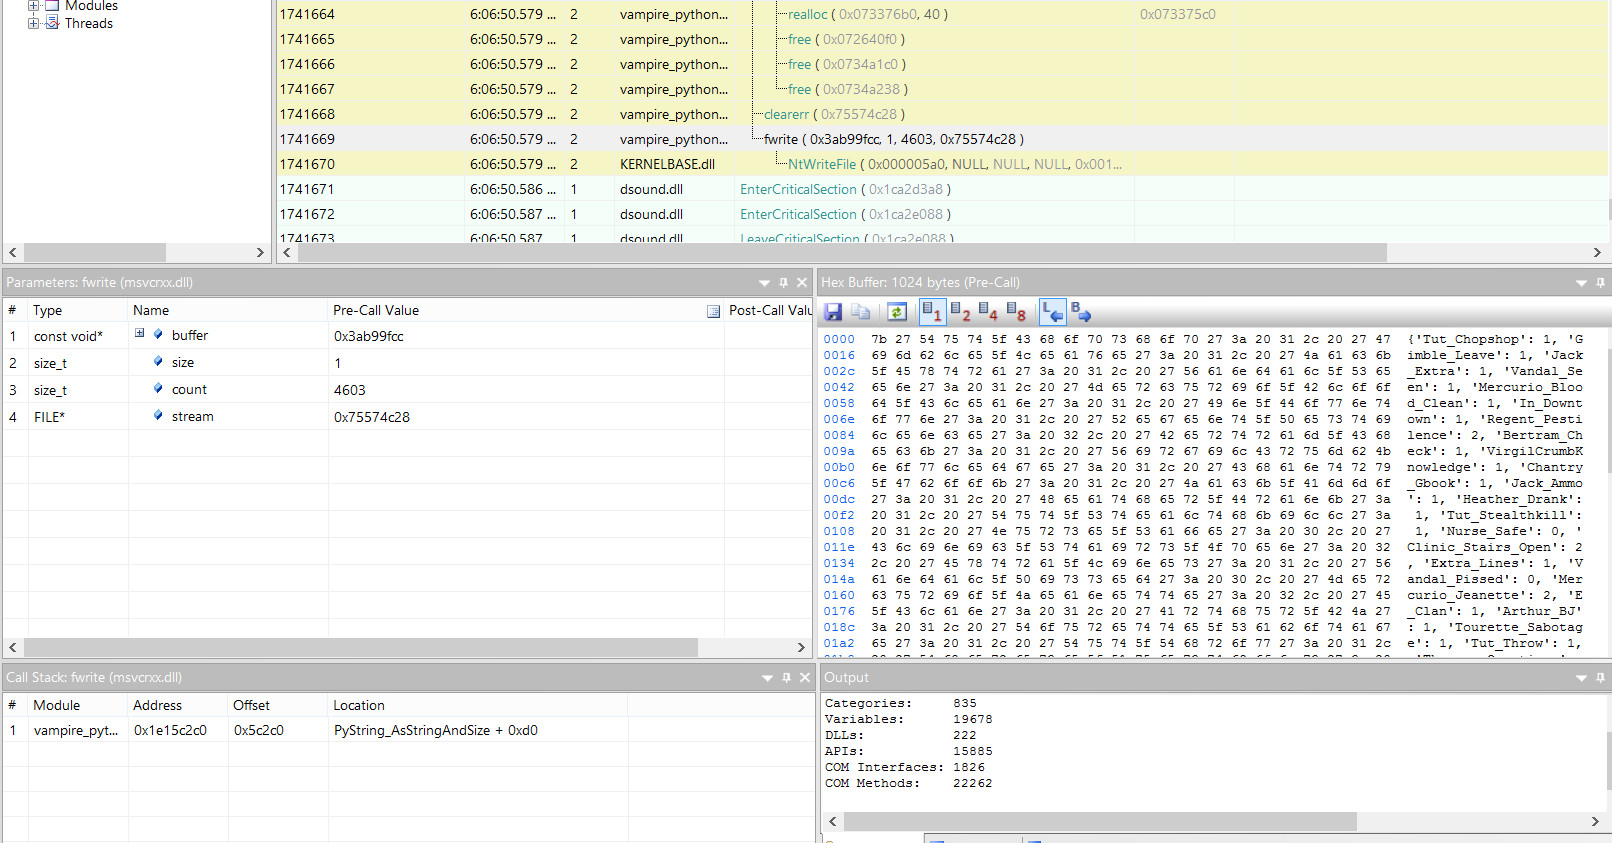 Modules
Threads
1741664 6:06:50.579 ... 2 vampire_python... realloc ( 0x073376b0, 40 ) 0x073375c0
1741665 6:06:50.579 ... 2 vampire_python... free ( 0x072640f0 )
1741666 6:06:50.579 ... 2 vampire_python... free ( 0x0734a1c0 )
1741667 6:06:50.579 ... 2 vampire_python... free ( 0x0734a238 )
1741668 6:06:50.579 ... 2 vampire_python... clearerr ( 0x75574c28 )
1741669 6:06:50.579 ... 2 vampire_python... fwrite ( 0x3ab99fcc, 1, 4603, 0x75574c28 )
1741670 6:06:50.579 ... 2 KERNELBASE.dll NtWriteFile ( 0x000005a0, NULL, NULL, NULL, 0x001...
1741671 6:06:50.586 ... 1 dsound.dll EnterCriticalSection ( 0x1ca2d3a8 )
1741672 6:06:50.587 ... 1 dsound.dll EnterCriticalSection ( 0x1ca2e088 )
1741673 6:06:50.587 1 dsound.dll LeaveCriticalSection ( 0x1ca2e088 )
Parameters: fwrite (msvcrxx.dll)
# Type Name Pre-Call Value Post-Call Valu
1 const void* buffer 0x3ab99fcc
2 size_t size 1
3 size_t count 4603
4 FILE* stream 0x75574c28
Hex Buffer: 1024 bytes (Pre-Call)
1 2 4 8 L B
0000 7b 27 54 75 74 5f 43 68 6f 70 73 68 6f 70 27 3a 20 31 2c 20 27 47 {'Tut_Chopshop': 1, 'G
0016 69 6d 62 6c 65 5f 4c 65 61 76 65 27 3a 20 31 2c 20 27 4a 61 63 6b imble_Leave': 1, 'Jack
002c 5f 45 78 74 72 61 27 3a 20 31 2c 20 27 56 61 6e 64 61 6c 5f 53 65 _Extra': 1, 'Vandal_Se
0042 65 6e 27 3a 20 31 2c 20 27 4d 65 72 63 75 72 69 6f 5f 42 6c 6f 6f en': 1, 'Mercurio_Bloo
0058 64 5f 43 6c 65 61 6e 27 3a 20 31 2c 20 27 49 6e 5f 44 6f 77 6e 74 d_Clean': 1, 'In_Downt
006e 6f 77 6e 27 3a 20 31 2c 20 27 52 65 67 65 6e 74 5f 50 65 73 74 69 own': 1, 'Regent_Pesti
0084 6c 65 6e 63 65 27 3a 20 32 2c 20 27 42 65 72 74 72 61 6d 5f 43 68 lence': 2, 'Bertram_Ch
009a 65 63 6b 27 3a 20 31 2c 20 27 56 69 72 67 69 6c 43 72 75 6d 62 4b eck': 1, 'VirgilCrumbK
00b0 6e 6f 77 6c 65 64 67 65 27 3a 20 31 2c 20 27 43 68 61 6e 74 72 79 nowledge': 1, 'Chantry
00c6 5f 47 62 6f 6f 6b 27 3a 20 31 2c 20 27 4a 61 63 6b 5f 41 6d 6d 6f _Gbook': 1, 'Jack_Ammo
00dc 27 3a 20 31 2c 20 27 48 65 61 74 68 65 72 5f 44 72 61 6e 6b 27 3a ': 1, 'Heather_Drank':
00f2 20 31 2c 20 27 54 75 74 5f 53 74 65 61 6c 74 68 6b 69 6c 6c 27 3a 1, 'Tut_Stealthkill':
0108 20 31 2c 20 27 4e 75 72 73 65 5f 53 61 66 65 27 3a 20 30 2c 20 27 1, 'Nurse_Safe': 0, '
011e 43 6c 69 6e 69 63 5f 53 74 61 69 72 73 5f 4f 70 65 6e 27 3a 20 32 Clinic_Stairs_Open': 2
0134 2c 20 27 45 78 74 72 61 5f 4c 69 6e 65 73 27 3a 20 31 2c 20 27 56 , 'Extra_Lines': 1, 'V
014a 61 6e 64 61 6c 5f 50 69 73 73 65 64 27 3a 20 30 2c 20 27 4d 65 72 andal_Pissed': 0, 'Mer
0160 63 75 72 69 6f 5f 4a 65 61 6e 65 74 74 65 27 3a 20 32 2c 20 27 45 curio_Jeanette': 2, 'E
0176 5f 43 6c 61 6e 27 3a 20 31 2c 20 27 41 72 74 68 75 72 5f 42 4a 27 _Clan': 1, 'Arthur_BJ'
018c 3a 20 31 2c 20 27 54 6f 75 72 65 74 74 65 5f 53 61 62 6f 74 61 67 : 1, 'Tourette_Sabotag
01a2 65 27 3a 20 31 2c 20 27 54 75 74 5f 54 68 72 6f 77 27 3a 20 31 2c e': 1, 'Tut_Throw': 1,
Call Stack: fwrite (msvcrxx.dll)
# Module Address Offset Location
1 vampire_pyt... 0x1e15c2c0 0x5c2c0 PyString_AsStringAndSize + 0xd0
Output
Categories: 835
Variables: 19678
DLLs: 222
APIs: 15885
COM Interfaces: 1826
COM Methods: 22262